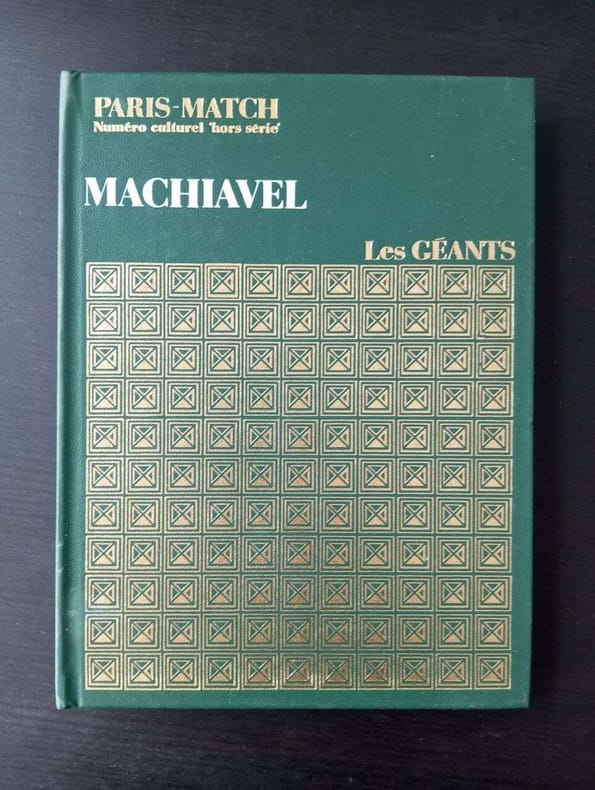 PARIS-MATCH
Numéro culturel 'hors série'
MACHIAVEL
Les GÉANTS